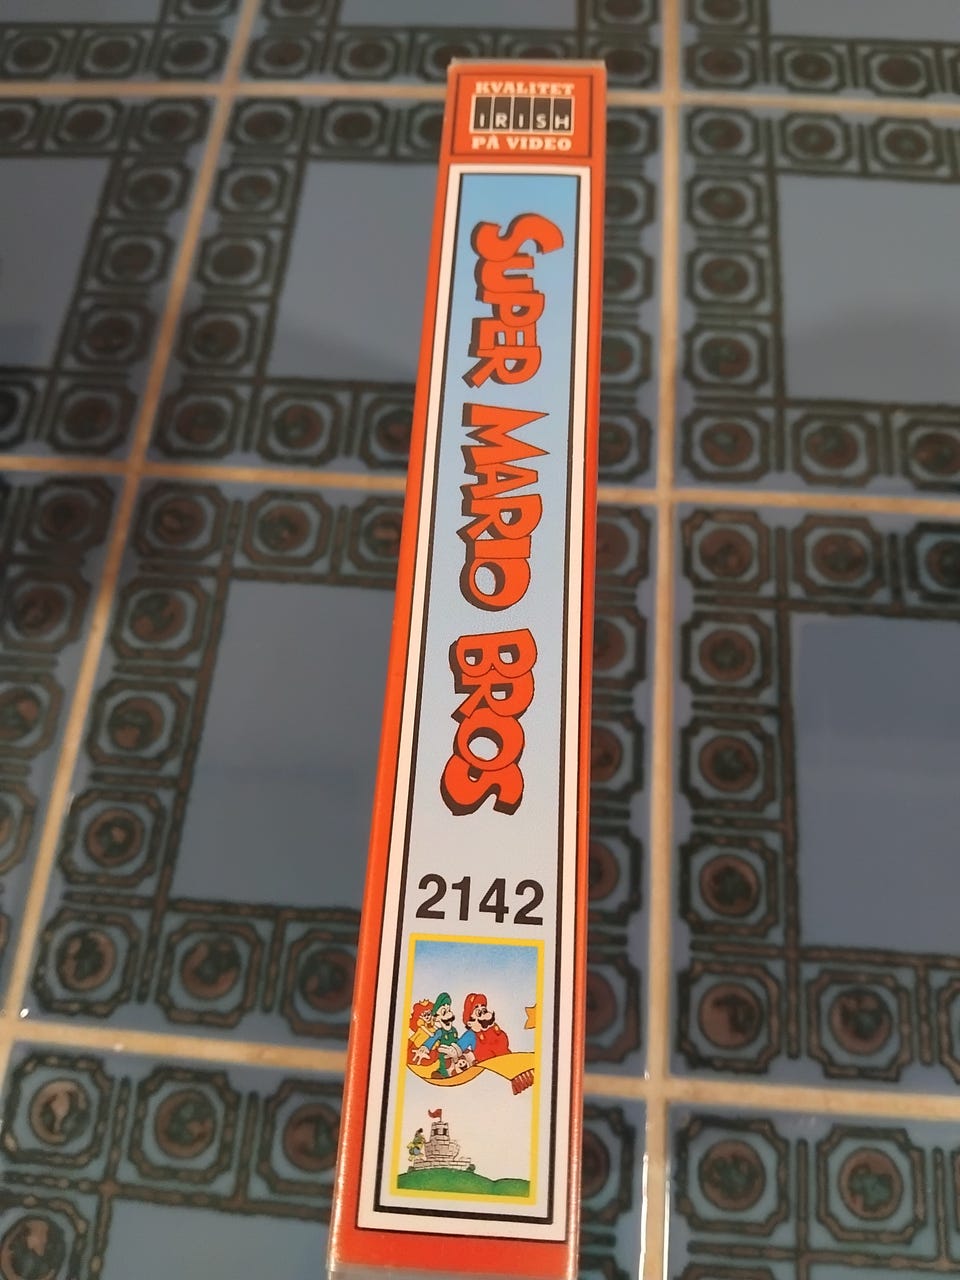 KVALITET
IRISH
PÅ VIDEO
SUPER MARIO BROS
2142